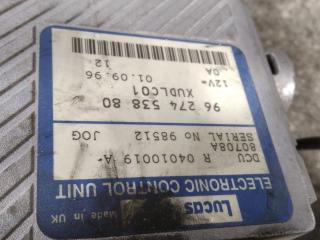 Lucas
Made in UK
ELECTRONIC CONTROL UNIT
DCU R 04010019 A
80708A JOG
SERIAL No 98512
96 274 538 80
XUDLC01
01.09.96
12V= 0A 12